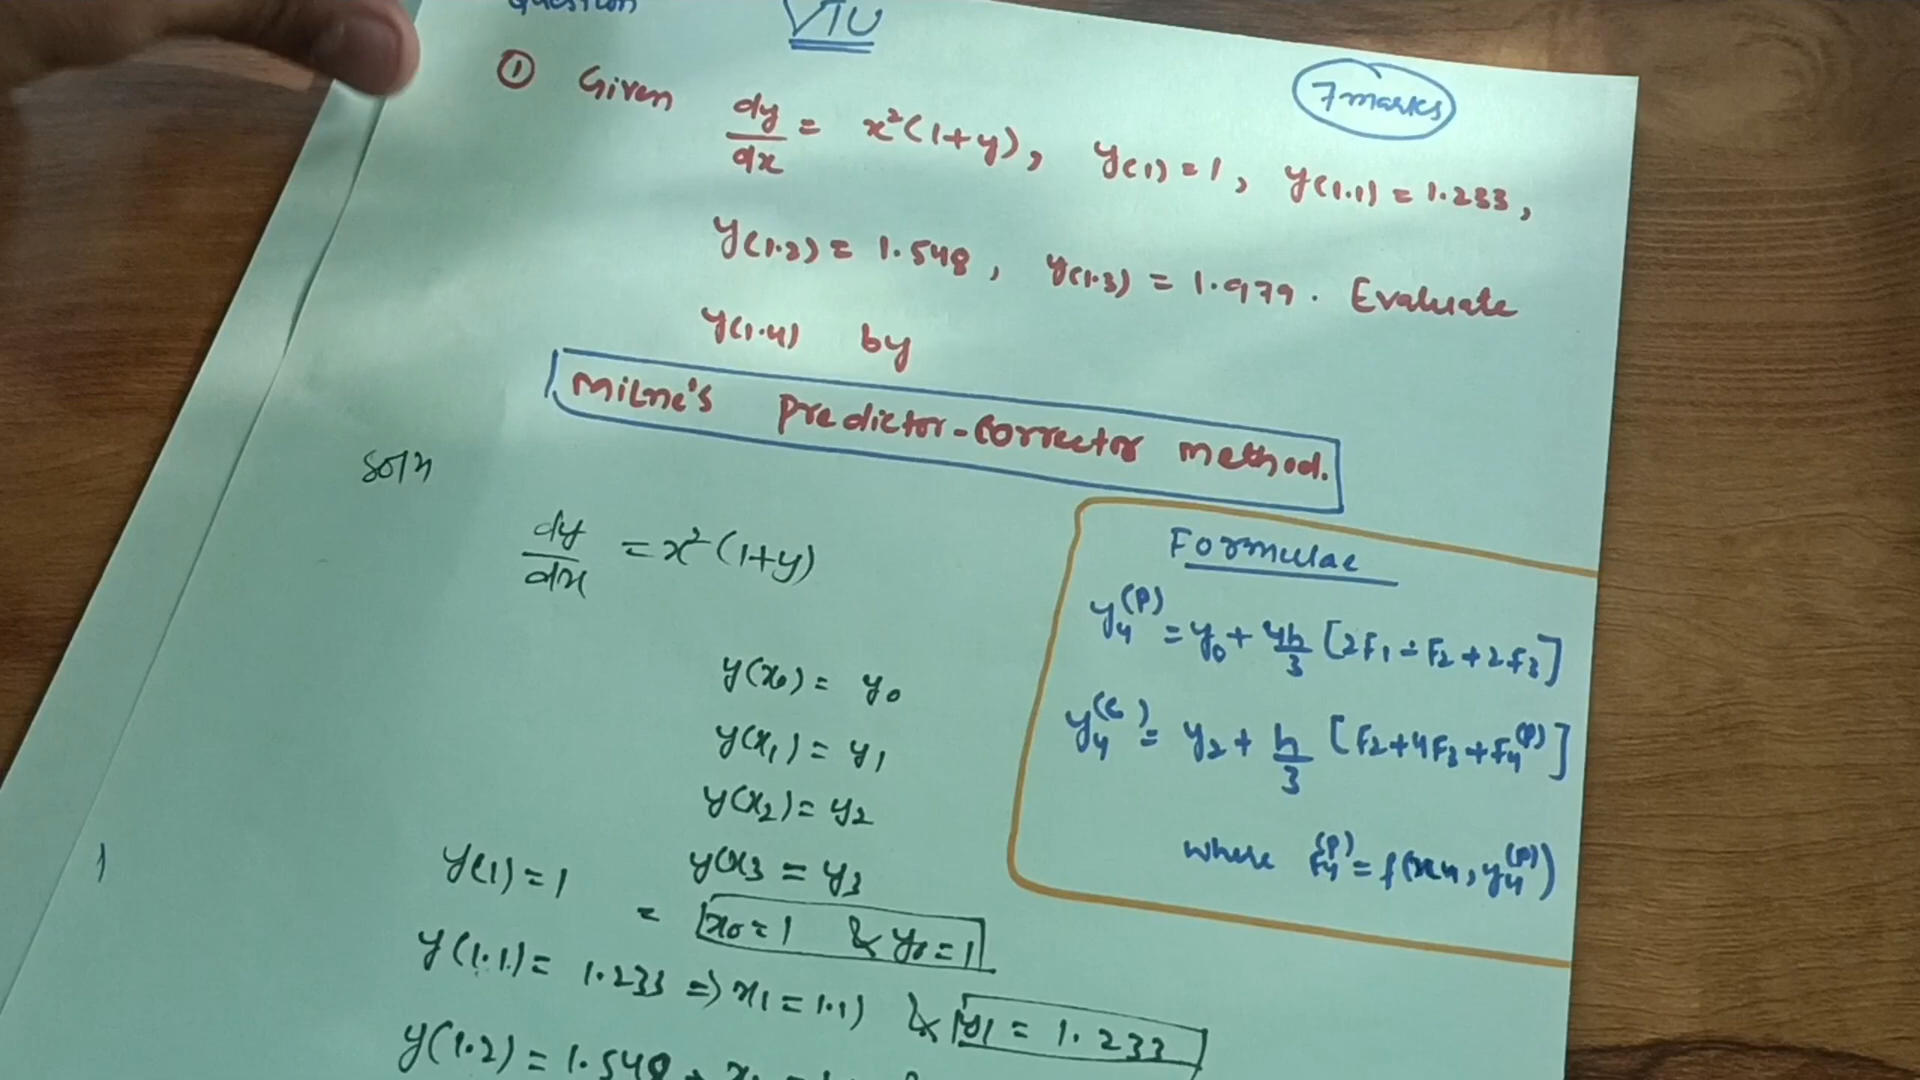 Question
VTU
7 marks
① Given dy/dx = x²(1+y), y(1) = 1, y(1.1) = 1.233,
y(1.2) = 1.548, y(1.3) = 1.979. Evaluate
y(1.4) by
Milne's predictor-corrector method.
Soln
dy/dx = x²(1+y)
y(x₀) = y₀
y(x₁) = y₁
y(x₂) = y₂
y(x₃ = y₃
Formulae
y₄^(P) = y₀ + 4h/3 [2F₁ - F₂ + 2F₃]
y₄^(C) = y₂ + h/3 [F₂ + 4F₃ + F₄^(P)]
where F₄^(P) = f(x₄, y₄^(P))
y(1) = 1 = x₀ = 1 & y₀ = 1
y(1.1) = 1.233 ⇒ x₁ = 1.1) & y₁ = 1.233
y(1.2) = 1.548